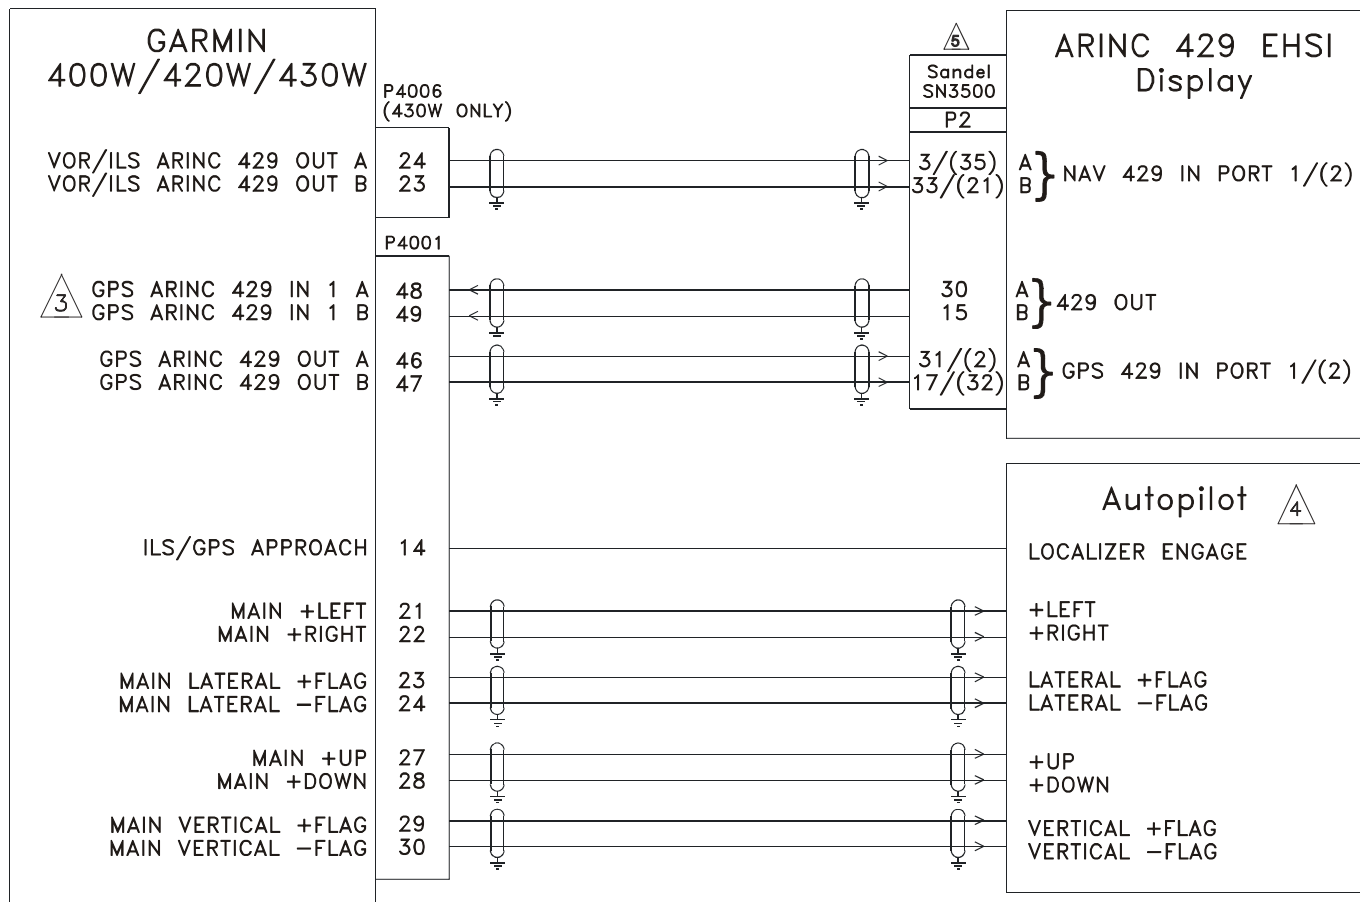 GARMIN
400W/420W/430W
P4006
(430W ONLY)
VOR/ILS ARINC 429 OUT A 24
VOR/ILS ARINC 429 OUT B 23
P4001
3
GPS ARINC 429 IN 1 A 48
GPS ARINC 429 IN 1 B 49
GPS ARINC 429 OUT A 46
GPS ARINC 429 OUT B 47
ILS/GPS APPROACH 14
MAIN +LEFT 21
MAIN +RIGHT 22
MAIN LATERAL +FLAG 23
MAIN LATERAL -FLAG 24
MAIN +UP 27
MAIN +DOWN 28
MAIN VERTICAL +FLAG 29
MAIN VERTICAL -FLAG 30
5
Sandel
SN3500
P2
ARINC 429 EHSI
Display
3/(35) A
33/(21) B
NAV 429 IN PORT 1/(2)
30 A
15 B
429 OUT
31/(2) A
17/(32) B
GPS 429 IN PORT 1/(2)
Autopilot 4
LOCALIZER ENGAGE
+LEFT
+RIGHT
LATERAL +FLAG
LATERAL -FLAG
+UP
+DOWN
VERTICAL +FLAG
VERTICAL -FLAG